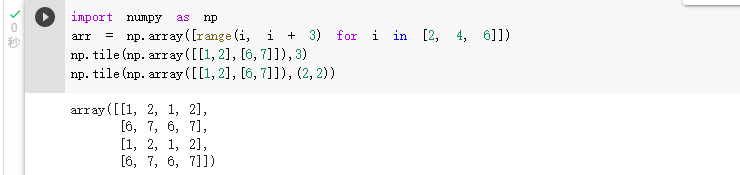 import numpy as np
arr = np.array([range(i, i + 3) for i in [2, 4, 6]])
np.tile(np.array([[1,2],[6,7]]),3)
np.tile(np.array([[1,2],[6,7]]),(2,2))
0
秒
array([[1, 2, 1, 2],
[6, 7, 6, 7],
[1, 2, 1, 2],
[6, 7, 6, 7]])